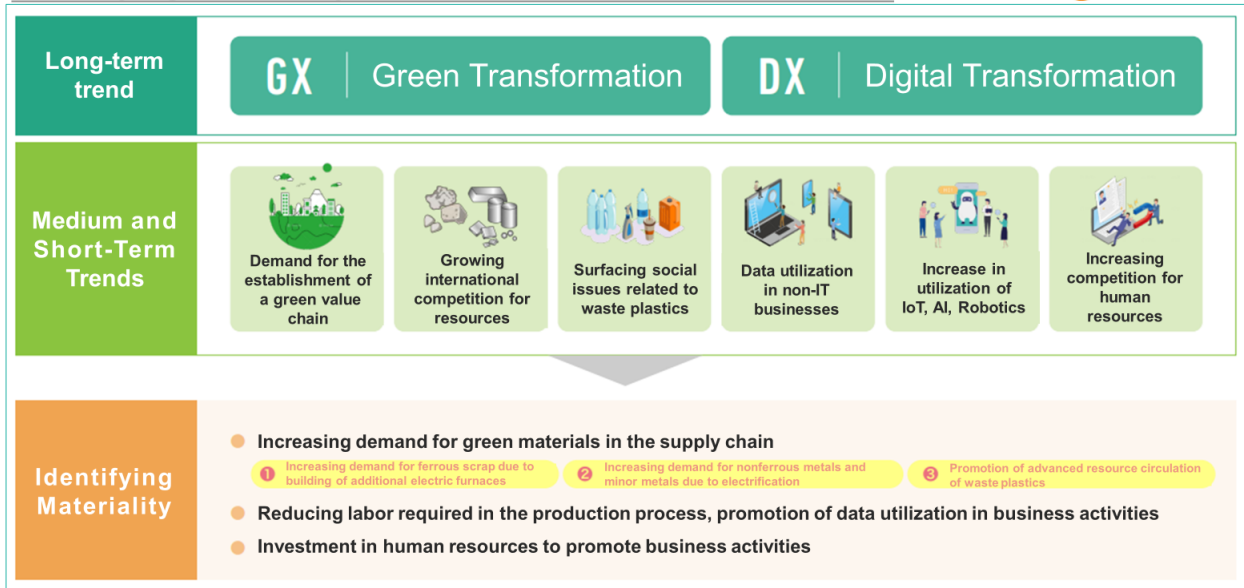 Long-term
trend
GX | Green Transformation
DX | Digital Transformation
Medium and
Short-Term
Trends
Demand for the
establishment of
a green value
chain
Growing
international
competition for
resources
Surfacing social
issues related to
waste plastics
Data utilization
in non-IT
businesses
Increase in
utilization of
IoT, AI, Robotics
Increasing
competition for
human
resources
Identifying
Materiality
Increasing demand for green materials in the supply chain
❶ Increasing demand for ferrous scrap due to
building of additional electric furnaces
❷ Increasing demand for nonferrous metals and
minor metals due to electrification
❸ Promotion of advanced resource circulation
of waste plastics
Reducing labor required in the production process, promotion of data utilization in business activities
Investment in human resources to promote business activities